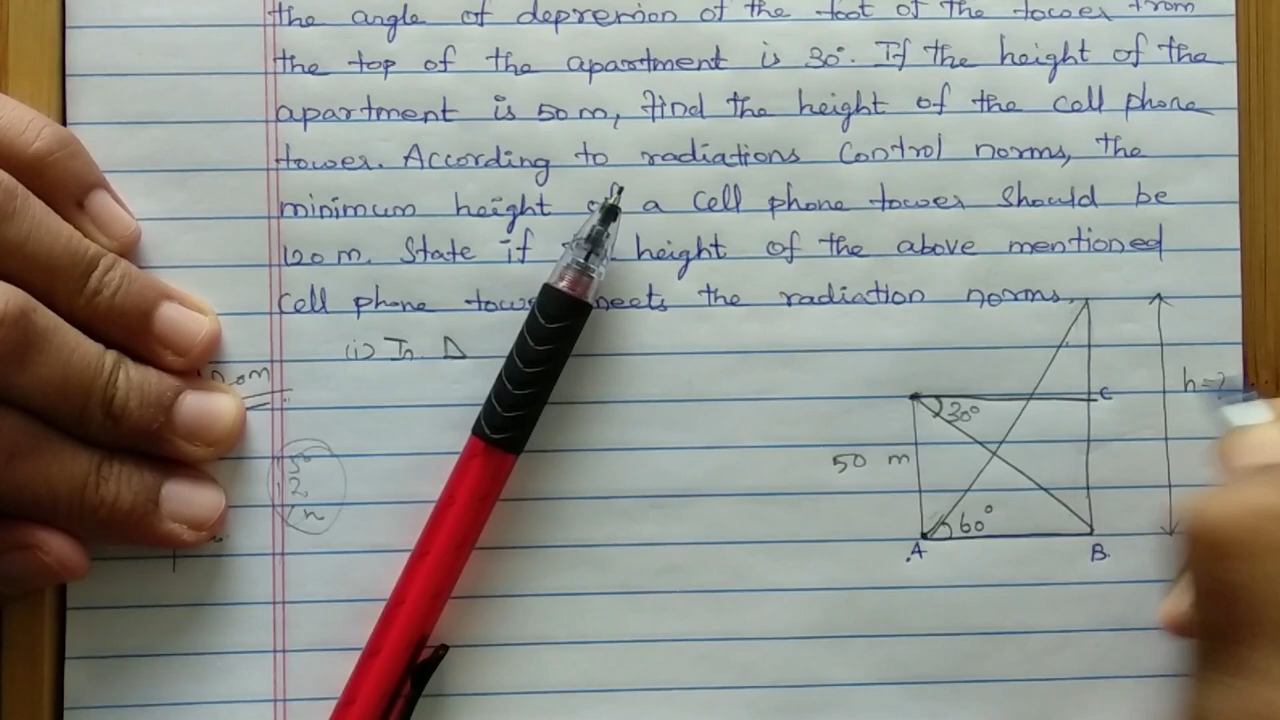 the angle of depression of the foot of the tower from
the top of the apartment is 30°. If the height of the
apartment is 50 m, find the height of the cell phone
tower. According to radiations control norms, the
minimum height a cell phone tower should be
120 m. State if height of the above mentioned
cell phone meets the radiation norms.
(i) In Δ
C
h=?
30°
50 m
60°
A
B